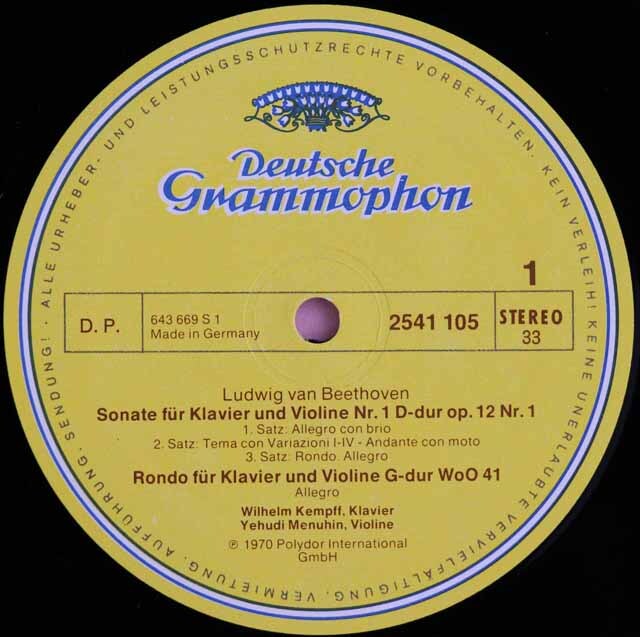 ALLE URHEBER- UND LEISTUNGSSCHUTZRECHTE VORBEHALTEN. KEIN VERLEIH! KEINE UNERLAUBTE VERVIELFÄLTIGUNG, VERMIETUNG, AUFFÜHRUNG, SENDUNG!
Deutsche
Grammophon
1
D. P.
643 669 S 1
Made in Germany
2541 105
STEREO
33
Ludwig van Beethoven
Sonate für Klavier und Violine Nr. 1 D-dur op. 12 Nr. 1
1. Satz: Allegro con brio
2. Satz: Tema con Variazioni I-IV - Andante con moto
3. Satz: Rondo. Allegro
Rondo für Klavier und Violine G-dur WoO 41
Allegro
Wilhelm Kempff, Klavier
Yehudi Menuhin, Violine
℗ 1970 Polydor International
GmbH